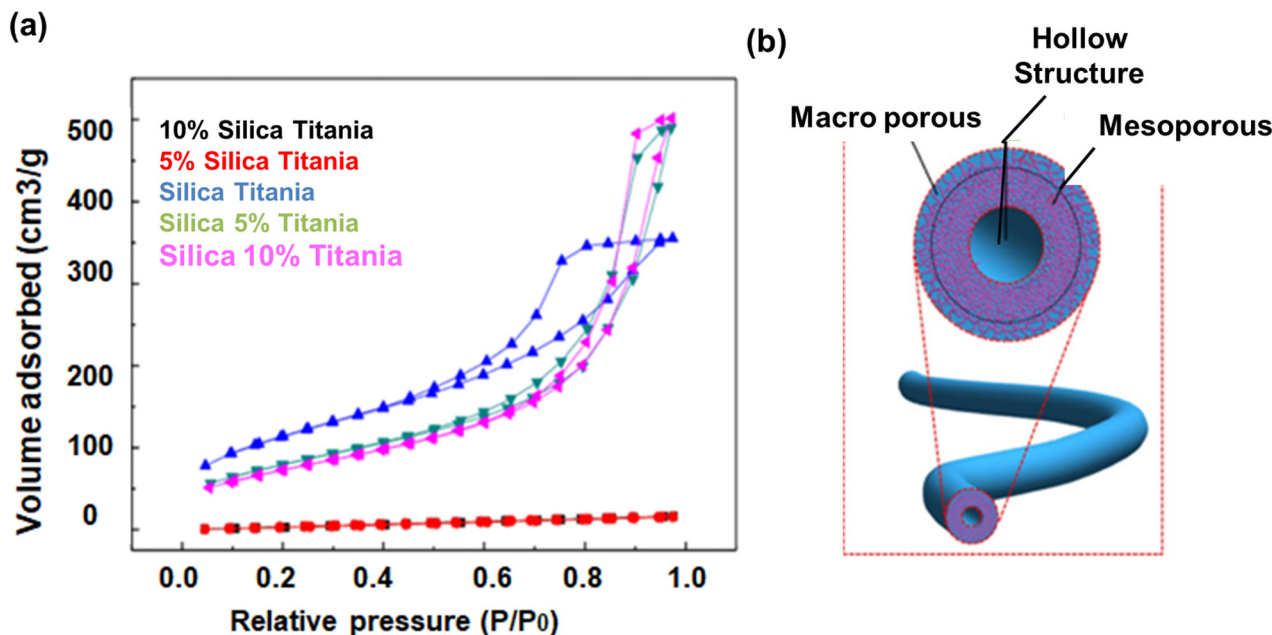 (a)
10% Silica Titania
5% Silica Titania
Silica Titania
Silica 5% Titania
Silica 10% Titania
Volume adsorbed (cm3/g)
500
400
300
200
100
0
0.0 0.2 0.4 0.6 0.8 1.0
Relative pressure (P/P0)
(b)
Hollow
Structure
Macro porous
Mesoporous